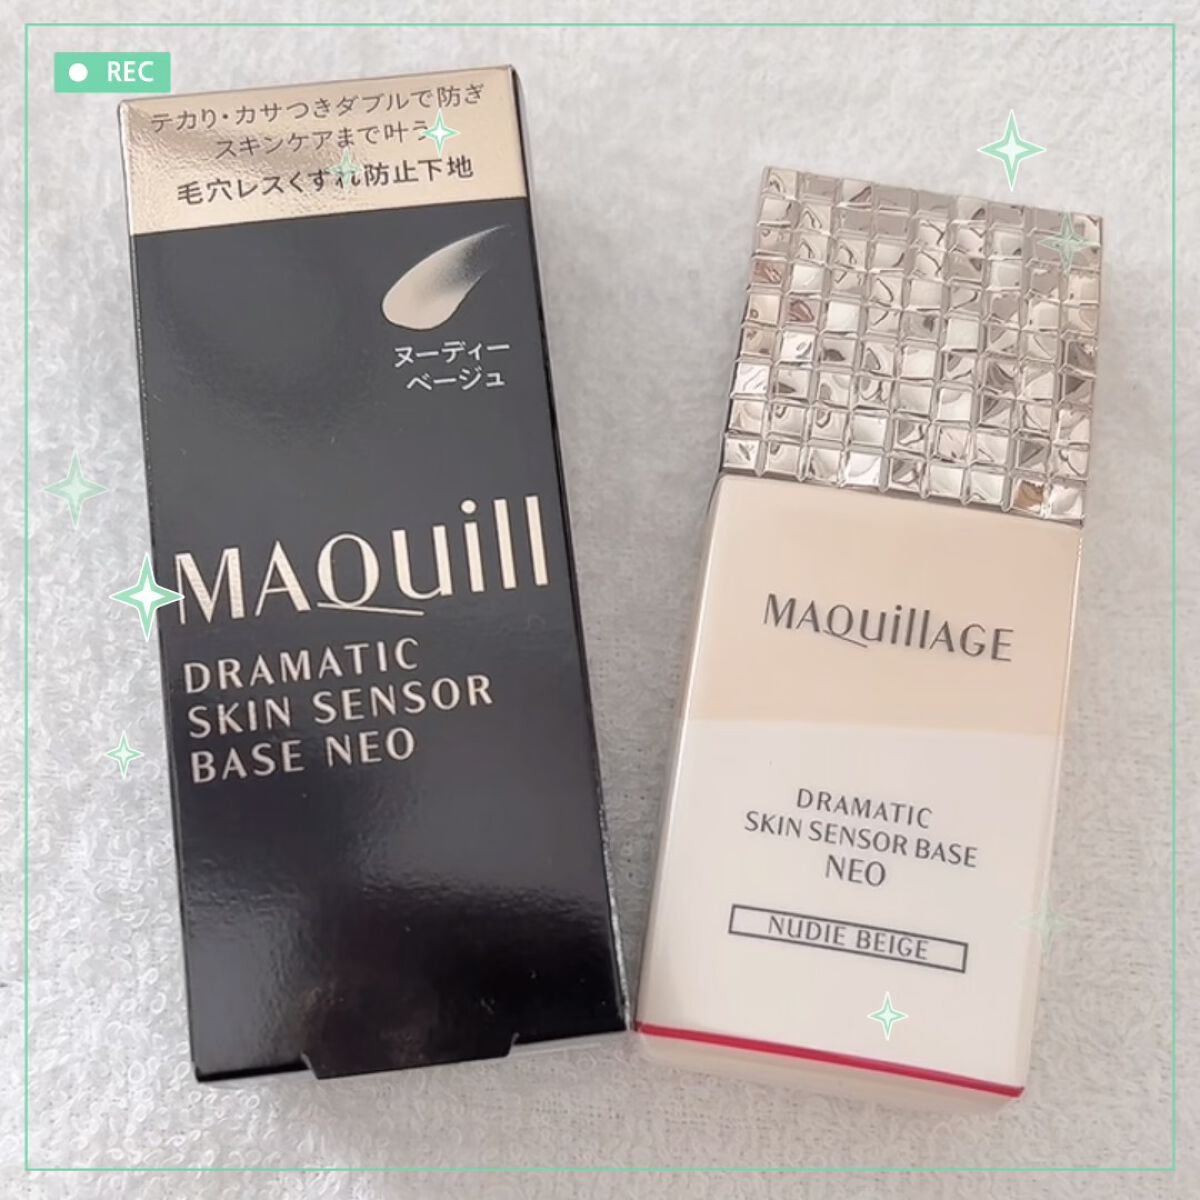 REC
テカり・カサつきダブルで防ぎ
スキンケアまで叶う
毛穴レスくずれ防止下地
ヌーディー
ベージュ
MAQuill
DRAMATIC
SKIN SENSOR
BASE NEO
MAQuillAGE
DRAMATIC
SKIN SENSOR BASE
NEO
NUDIE BEIGE